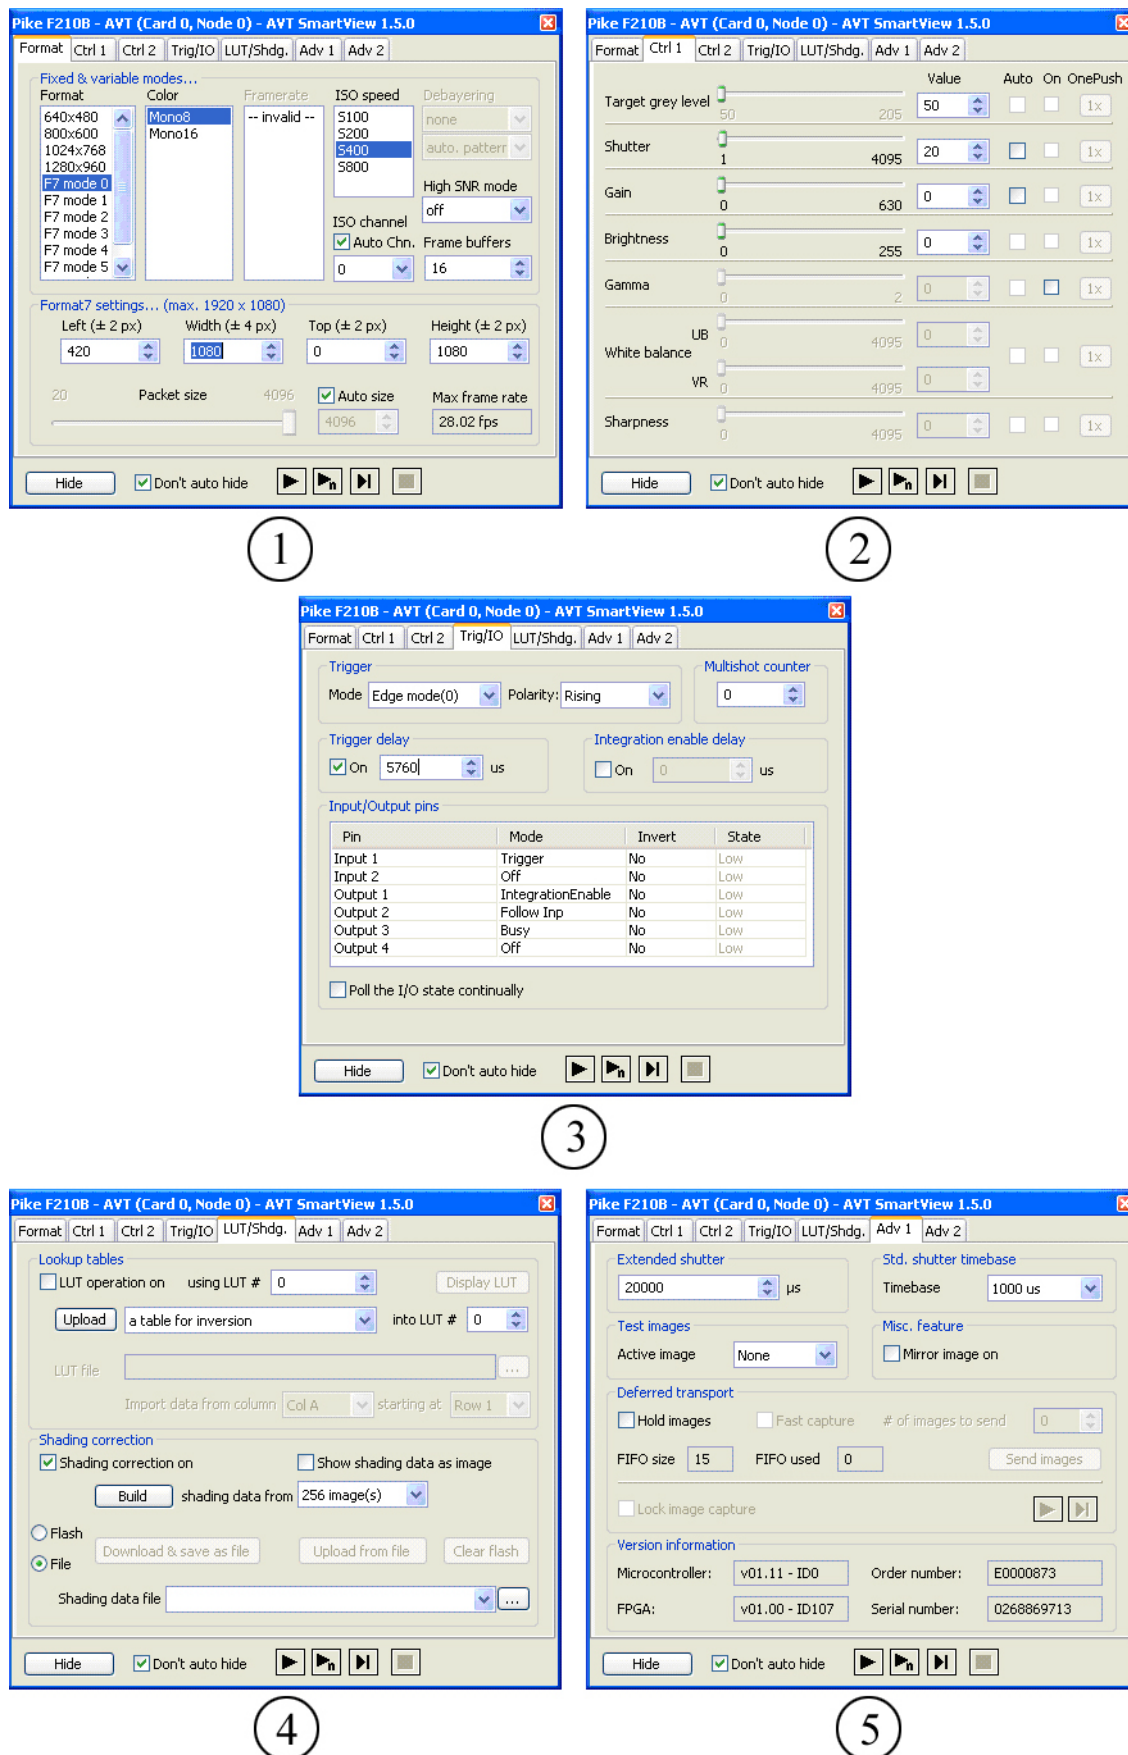 Pike F210B - AVT (Card 0, Node 0) - AVT SmartView 1.5.0
Format Ctrl 1 Ctrl 2 Trig/IO LUT/Shdg. Adv 1 Adv 2
Fixed & variable modes...
Format Color Framerate ISO speed Debayering
640x480 Mono8 -- invalid -- S100 none
800x600 Mono16 S200
1024x768 S400 auto. pattern
1280x960 S800
F7 mode 0 High SNR mode
F7 mode 1 off
F7 mode 2 ISO channel
F7 mode 3 Auto Chn. Frame buffers
F7 mode 4
F7 mode 5 0 16
Format7 settings... (max. 1920 x 1080)
Left (± 2 px) Width (± 4 px) Top (± 2 px) Height (± 2 px)
420 1080 0 1080
20 Packet size 4096 Auto size Max frame rate
4096 28.02 fps
Hide Don't auto hide n
1
Pike F210B - AVT (Card 0, Node 0) - AVT SmartView 1.5.0
Format Ctrl 1 Ctrl 2 Trig/IO LUT/Shdg. Adv 1 Adv 2
Value Auto On OnePush
Target grey level 50 205 50 1x
Shutter 1 4095 20 1x
Gain 0 630 0 1x
Brightness 0 255 0 1x
Gamma 0 2 0 1x
UB 0 4095 0
White balance 1x
VR 0 4095 0
Sharpness 0 4095 0 1x
Hide Don't auto hide n
2
Pike F210B - AVT (Card 0, Node 0) - AVT SmartView 1.5.0
Format Ctrl 1 Ctrl 2 Trig/IO LUT/Shdg. Adv 1 Adv 2
Trigger Multishot counter
Mode Edge mode(0) Polarity: Rising 0
Trigger delay Integration enable delay
On 5760 us On 0 us
Input/Output pins
Pin Mode Invert State
Input 1 Trigger No Low
Input 2 Off No Low
Output 1 IntegrationEnable No Low
Output 2 Follow Inp No Low
Output 3 Busy No Low
Output 4 Off No Low
Poll the I/O state continually
Hide Don't auto hide n
3
Pike F210B - AVT (Card 0, Node 0) - AVT SmartView 1.5.0
Format Ctrl 1 Ctrl 2 Trig/IO LUT/Shdg. Adv 1 Adv 2
Lookup tables
LUT operation on using LUT # 0 Display LUT
Upload a table for inversion into LUT # 0
LUT file ...
Import data from column Col A starting at Row 1
Shading correction
Shading correction on Show shading data as image
Build shading data from 256 image(s)
Flash
Download & save as file Upload from file Clear flash
File
Shading data file ...
Hide Don't auto hide n
4
Pike F210B - AVT (Card 0, Node 0) - AVT SmartView 1.5.0
Format Ctrl 1 Ctrl 2 Trig/IO LUT/Shdg. Adv 1 Adv 2
Extended shutter Std. shutter timebase
20000 µs Timebase 1000 us
Test images Misc. feature
Active image None Mirror image on
Deferred transport
Hold images Fast capture # of images to send 0
FIFO size 15 FIFO used 0 Send images
Lock image capture
Version information
Microcontroller: v01.11 - ID0 Order number: E0000873
FPGA: v01.00 - ID107 Serial number: 0268869713
Hide Don't auto hide n
5